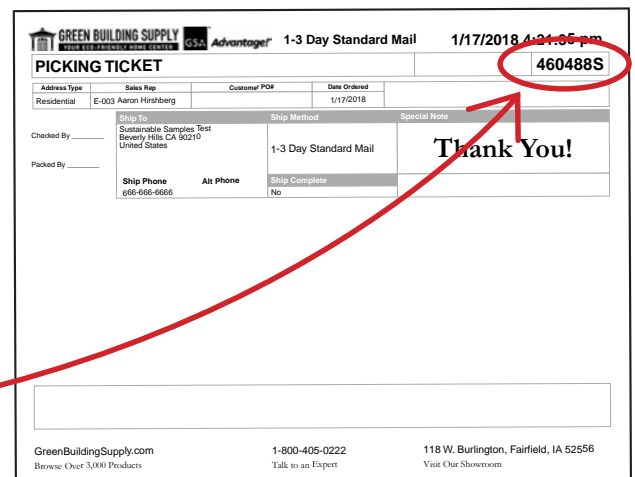 GREEN BUILDING SUPPLY
YOUR ECO-FRIENDLY HOME CENTER
GSA Advantage!
1-3 Day Standard Mail
1/17/2018 4:21:35 pm
PICKING TICKET
460488S
Address Type Sales Rep Customer PO# Date Ordered
Residential E-003 Aaron Hirshberg 1/17/2018
Ship To Ship Method Special Note
Checked By
Sustainable Samples Test
Beverly Hills CA 90210
United States
1-3 Day Standard Mail
Thank You!
Packed By
Ship Phone Alt Phone Ship Complete
666-666-6666 No
GreenBuildingSupply.com 1-800-405-0222 118 W. Burlington, Fairfield, IA 52556
Browse Over 3,000 Products Talk to an Expert Visit Our Showroom